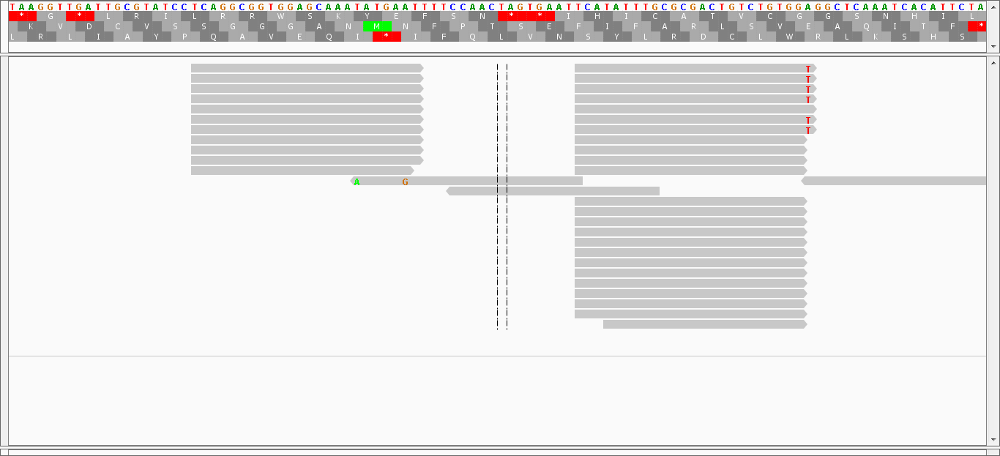 TAAGGTTGATTGCGTATCCTCAGGCGGTGGAGCAAATATGAATTTTCCAACTAGTGAATTCATATTTGCGCGACTGTCTGTGGAGGCTCAAATCACATTCTA
* G * L R I L R R W S K Y E F S N * * I H I C A T V C G G S N H I L
K V D C V S S G G G A N M N F P T S E F I F A R L S V E A Q I T F *
L R L I A Y P Q A V E Q I * I F Q L V N S Y L R D C L W R L K S H S
T
T
T
T
T
T
A G